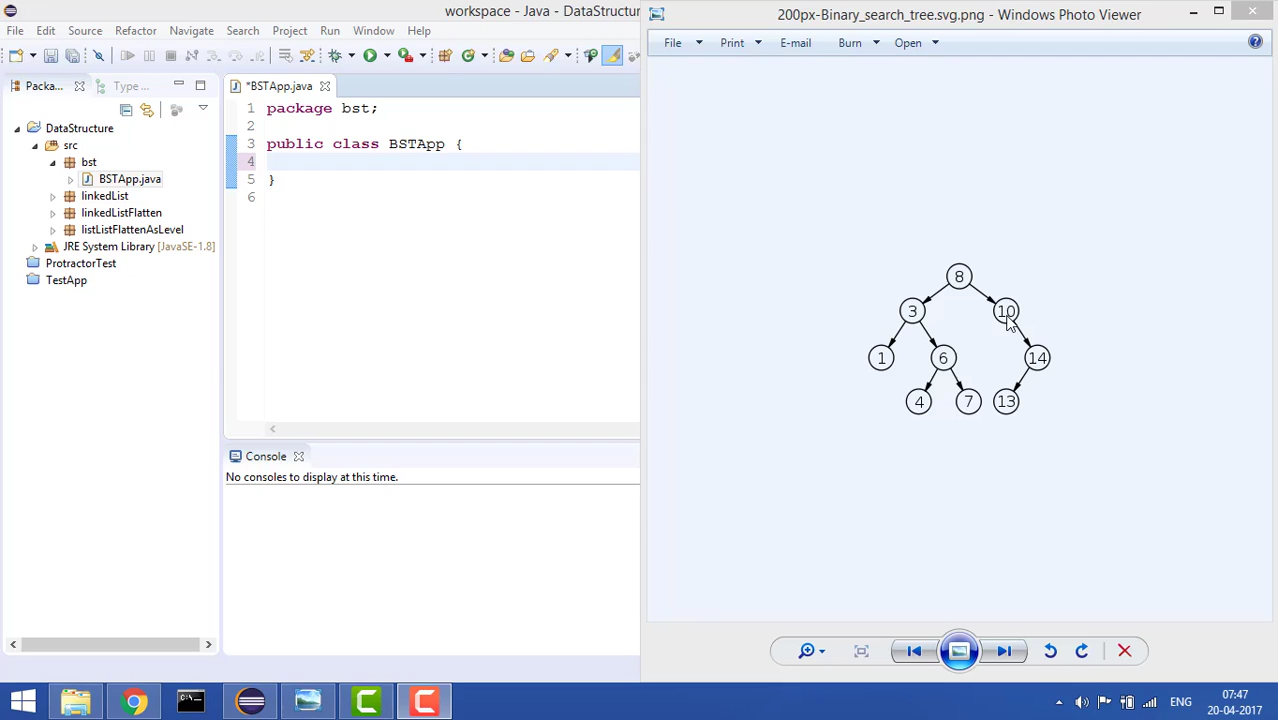 workspace - Java - DataStructu
File Edit Source Refactor Navigate Search Project Run Window Help
Packa...
Type ...
DataStructure
src
bst
BSTApp.java
linkedList
linkedListFlatten
listListFlattenAsLevel
JRE System Library [JavaSE-1.8]
ProtractorTest
TestApp
*BSTApp.java
1 package bst;
2
3 public class BSTApp {
4
5 }
6
Console
No consoles to display at this time.
200px-Binary_search_tree.svg.png - Windows Photo Viewer
File Print E-mail Burn Open
8
3 10
1 6 14
4 7 13
ENG
07:47
20-04-2017